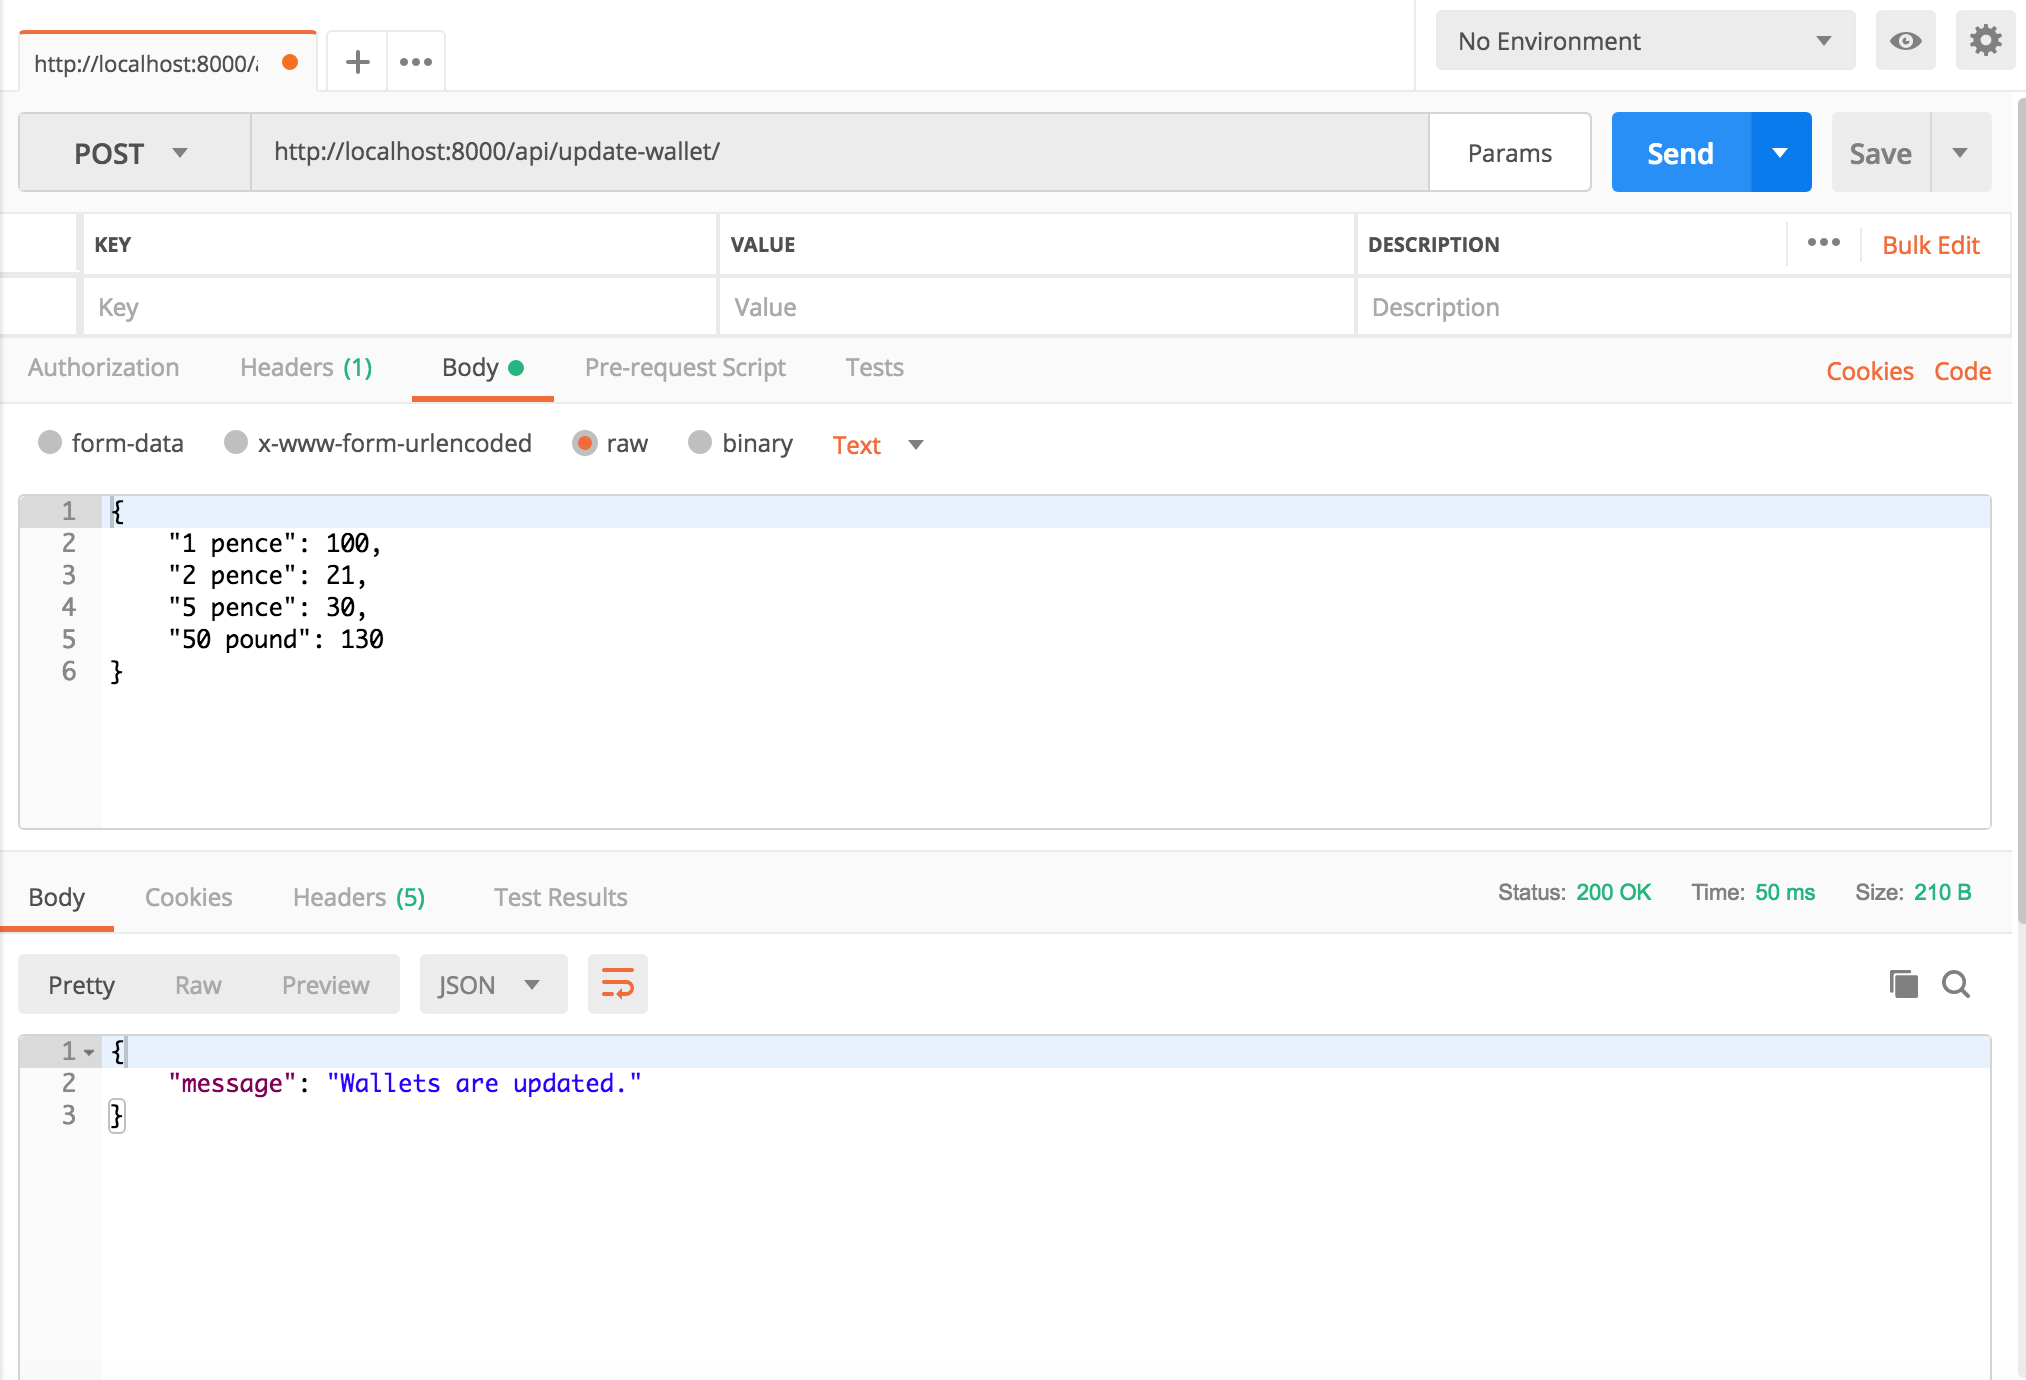 http://localhost:8000/
No Environment
POST
http://localhost:8000/api/update-wallet/
Params
Send
Save
KEY VALUE DESCRIPTION Bulk Edit
Key Value Description
Authorization Headers (1) Body Pre-request Script Tests Cookies Code
form-data x-www-form-urlencoded raw binary Text
1 {
2 "1 pence": 100,
3 "2 pence": 21,
4 "5 pence": 30,
5 "50 pound": 130
6 }
Body Cookies Headers (5) Test Results Status: 200 OK Time: 50 ms Size: 210 B
Pretty Raw Preview JSON
1 {
2 "message": "Wallets are updated."
3 }